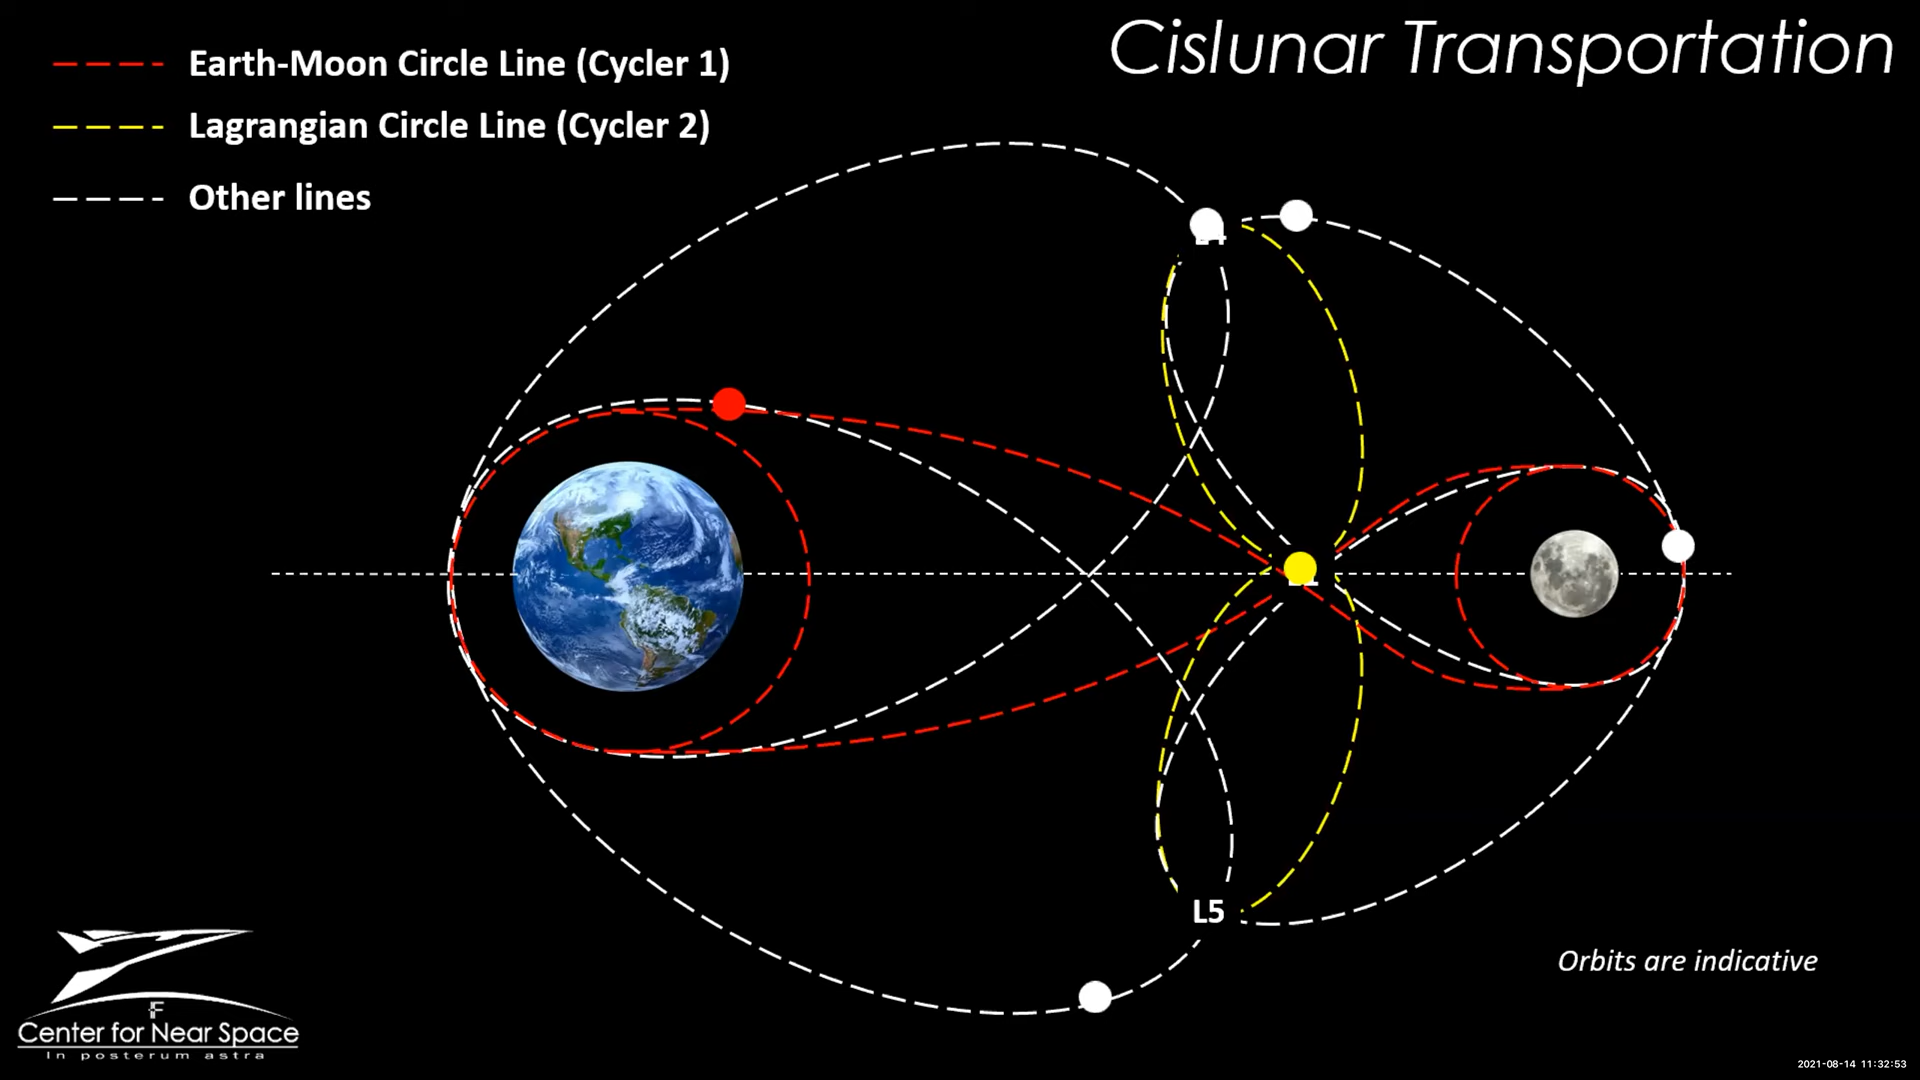 Cislunar Transportation
Earth-Moon Circle Line (Cycler 1)
Lagrangian Circle Line (Cycler 2)
Other lines
L5
Orbits are indicative
Center for Near Space
In posterum astra
2021-08-14 11:32:53